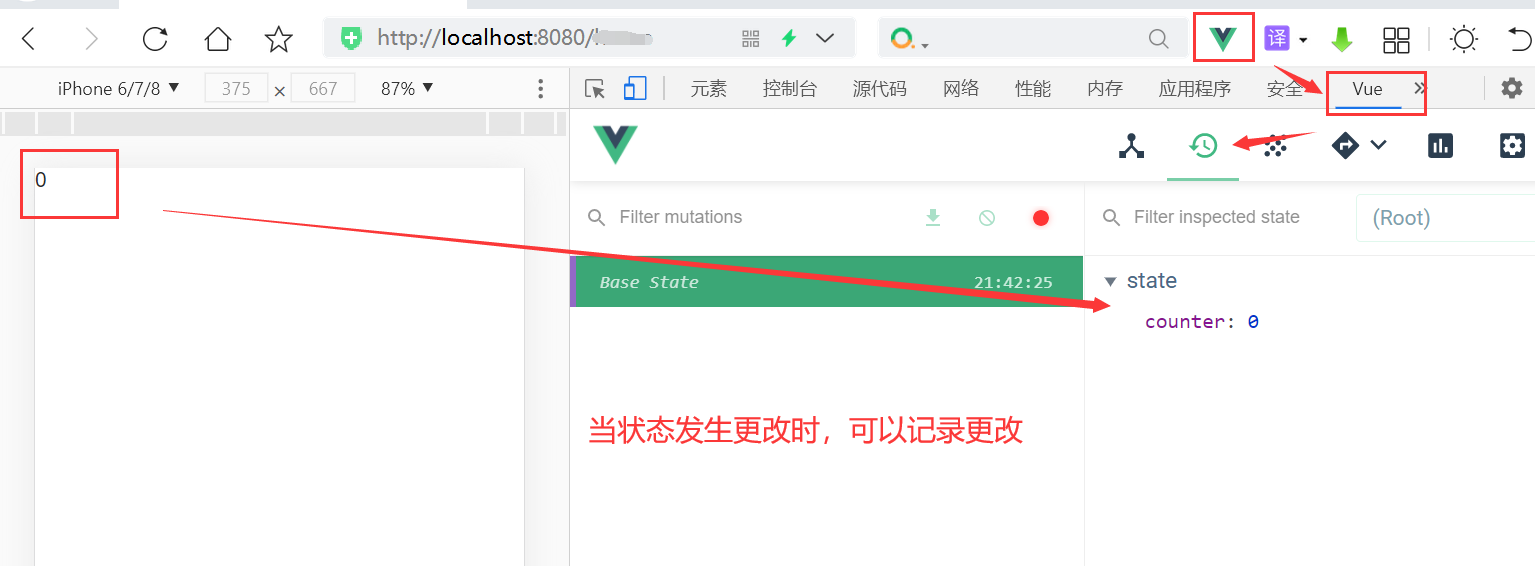 http://localhost:8080/
译
iPhone 6/7/8 ▼ 375 × 667 87% ▼
元素 控制台 源代码 网络 性能 内存 应用程序 安全 Vue »
Filter mutations
Filter inspected state (Root)
Base State 21:42:25
state
counter: 0
0
当状态发生更改时，可以记录更改